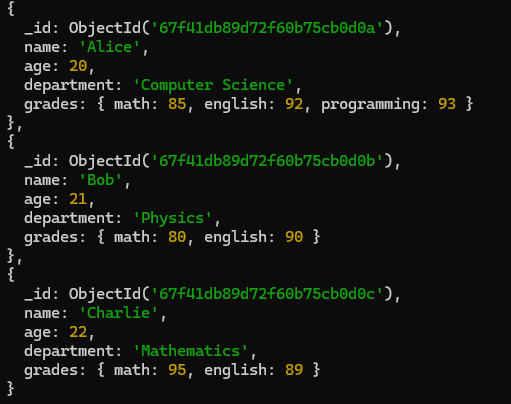 {
  _id: ObjectId('67f41db89d72f60b75cb0d0a'),
  name: 'Alice',
  age: 20,
  department: 'Computer Science',
  grades: { math: 85, english: 92, programming: 93 }
},
{
  _id: ObjectId('67f41db89d72f60b75cb0d0b'),
  name: 'Bob',
  age: 21,
  department: 'Physics',
  grades: { math: 80, english: 90 }
},
{
  _id: ObjectId('67f41db89d72f60b75cb0d0c'),
  name: 'Charlie',
  age: 22,
  department: 'Mathematics',
  grades: { math: 95, english: 89 }
}